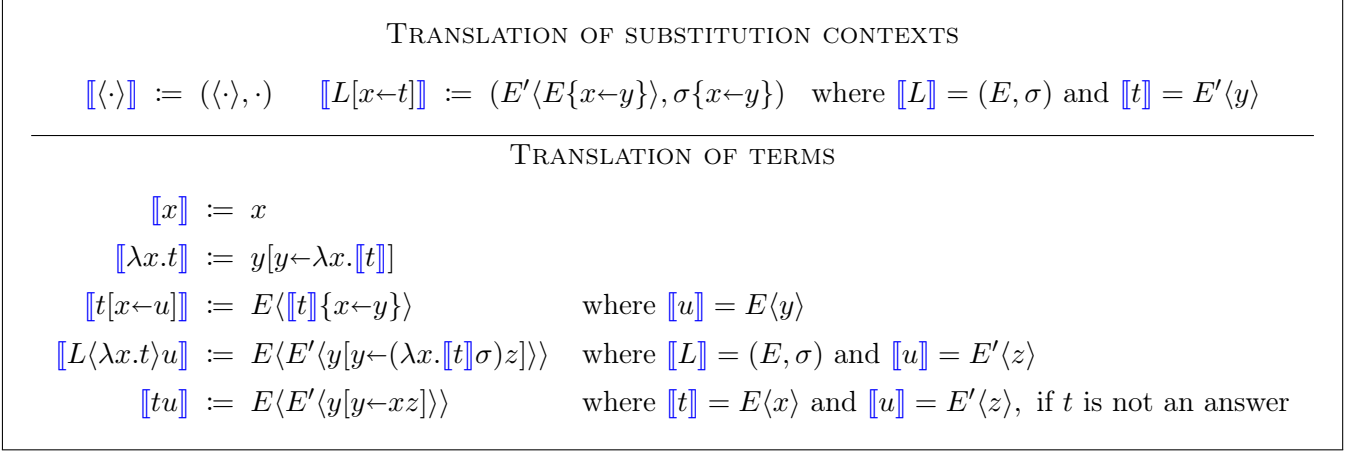 TRANSLATION OF SUBSTITUTION CONTEXTS
⟦⟨·⟩⟧ := (⟨·⟩, ·) ⟦L[x←t]⟧ := (E′⟨E{x←y}⟩, σ{x←y}) where ⟦L⟧ = (E, σ) and ⟦t⟧ = E′⟨y⟩
TRANSLATION OF TERMS
⟦x⟧ := x
⟦λx.t⟧ := y[y←λx.⟦t⟧]
⟦t[x←u]⟧ := E⟨⟦t⟧{x←y}⟩ where ⟦u⟧ = E⟨y⟩
⟦L⟨λx.t⟩u⟧ := E⟨E′⟨y[y←(λx.⟦t⟧σ)z]⟩⟩ where ⟦L⟧ = (E, σ) and ⟦u⟧ = E′⟨z⟩
⟦tu⟧ := E⟨E′⟨y[y←xz]⟩⟩ where ⟦t⟧ = E⟨x⟩ and ⟦u⟧ = E′⟨z⟩, if t is not an answer